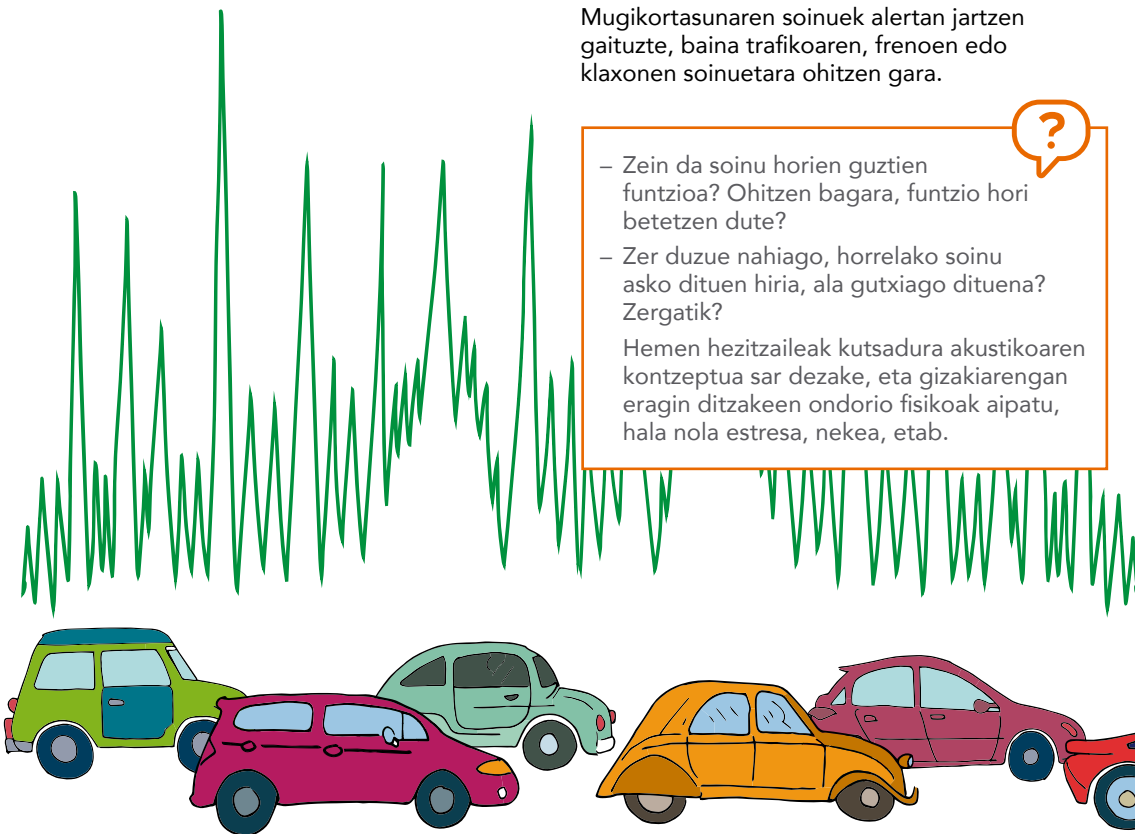 Mugikortasunaren soinuek alertan jartzen
gaituzte, baina trafikoaren, frenoen edo
klaxonen soinuetara ohitzen gara.
?
– Zein da soinu horien guztien
funtzioa? Ohitzen bagara, funtzio hori
betetzen dute?
– Zer duzue nahiago, horrelako soinu
asko dituen hiria, ala gutxiago dituena?
Zergatik?
Hemen hezitzaileak kutsadura akustikoaren
kontzeptua sar dezake, eta gizakiarengan
eragin ditzakeen ondorio fisikoak aipatu,
hala nola estresa, nekea, etab.